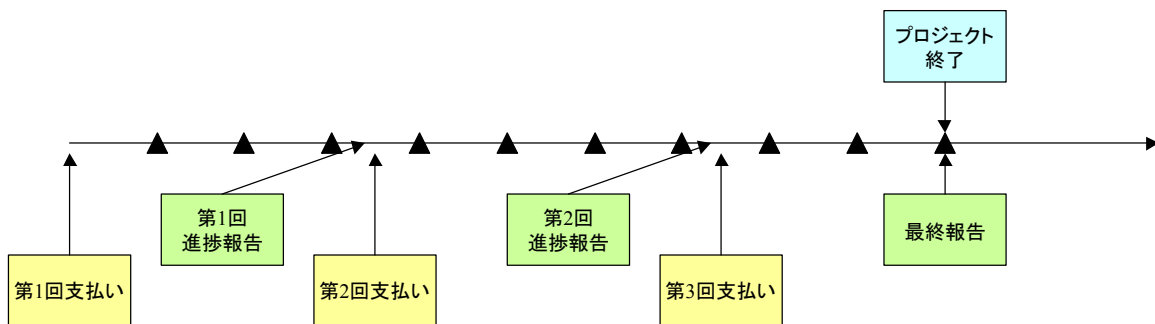 プロジェクト
終了
第1回
進捗報告
第2回
進捗報告
最終報告
第1回支払い
第2回支払い
第3回支払い